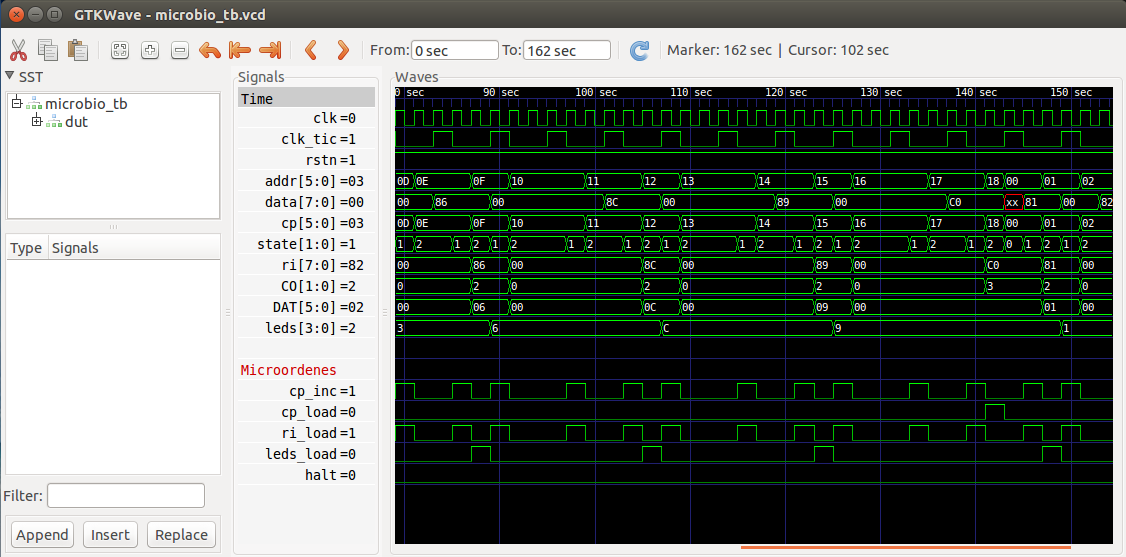 GTKWave - microbio_tb.vcd
From: 0 sec To: 162 sec Marker: 162 sec | Cursor: 102 sec
SST
microbio_tb
dut
Type Signals
Filter:
Append Insert Replace
Signals
Time
clk=0
clk_tic=1
rstn=1
addr[5:0]=03
data[7:0]=00
cp[5:0]=03
state[1:0]=1
ri[7:0]=82
CO[1:0]=2
DAT[5:0]=02
leds[3:0]=2
Microordenes
cp_inc=1
cp_load=0
ri_load=1
leds_load=0
halt=0
Waves
0 sec 90 sec 100 sec 110 sec 120 sec 130 sec 140 sec 150 sec
0D 0E 0F 10 11 12 13 14 15 16 17 18 00 01 02
00 86 00 8C 00 89 00 C0 xx 81 00 82
0D 0E 0F 10 11 12 13 14 15 16 17 18 00 01 02
1 2 1 2 1 2 1 2 1 2 1 2 1 2 1 2 1 2 1 2 1 2 0 1 2 1 2
00 86 00 8C 00 89 00 C0 81 00
0 2 0 2 0 2 0 3 2 0
00 06 00 0C 00 09 00 01 00
3 6 C 9 1